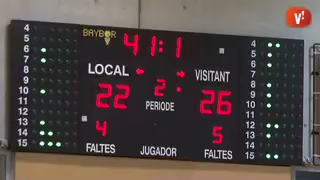 V!
BAYBOR
4 41:1 4
5 5
6 LOCAL VISITANT 6
7 7
8 22 2 26 8
9 PERIODE 9
10 10
11 11
12 4 5 12
13 13
14 FALTES JUGADOR FALTES 14
15 15